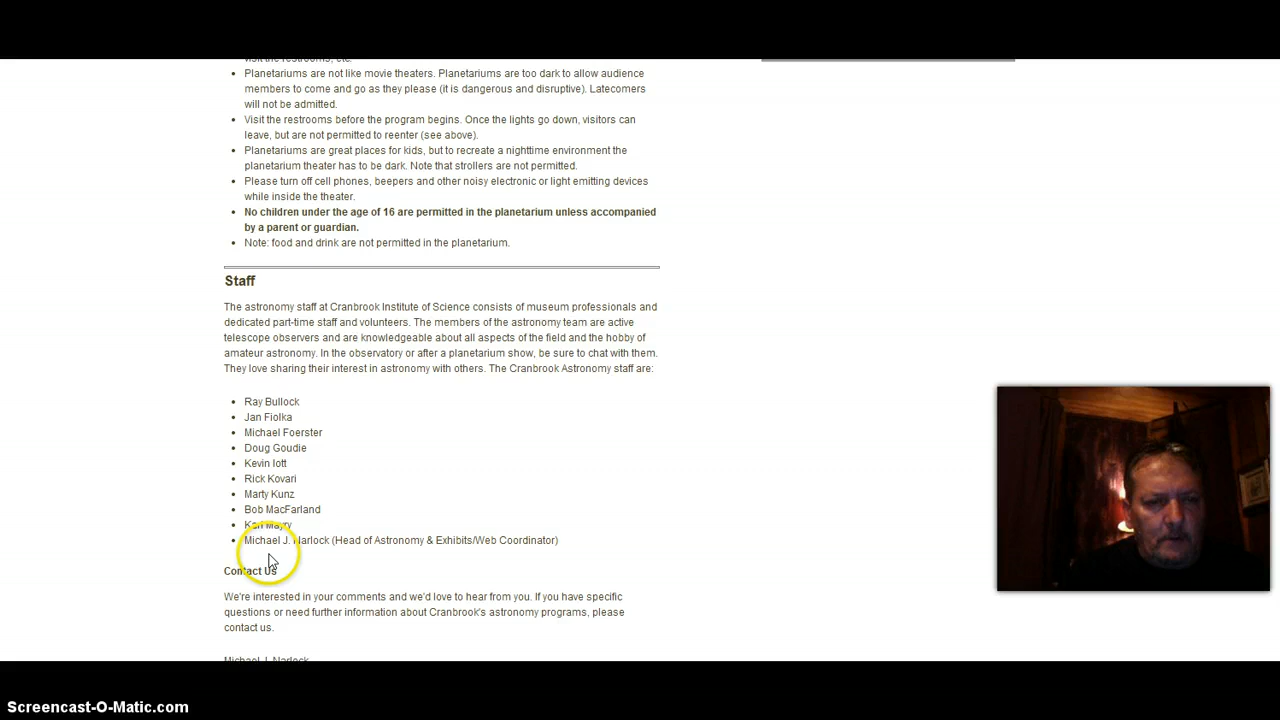 visit the restrooms, etc.
Planetariums are not like movie theaters. Planetariums are too dark to allow audience
members to come and go as they please (it is dangerous and disruptive). Latecomers
will not be admitted.
Visit the restrooms before the program begins. Once the lights go down, visitors can
leave, but are not permitted to reenter (see above).
Planetariums are great places for kids, but to recreate a nighttime environment the
planetarium theater has to be dark. Note that strollers are not permitted.
Please turn off cell phones, beepers and other noisy electronic or light emitting devices
while inside the theater.
No children under the age of 16 are permitted in the planetarium unless accompanied
by a parent or guardian.
Note: food and drink are not permitted in the planetarium.
Staff
The astronomy staff at Cranbrook Institute of Science consists of museum professionals and
dedicated part-time staff and volunteers. The members of the astronomy team are active
telescope observers and are knowledgeable about all aspects of the field and the hobby of
amateur astronomy. In the observatory or after a planetarium show, be sure to chat with them.
They love sharing their interest in astronomy with others. The Cranbrook Astronomy staff are:
Ray Bullock
Jan Fiolka
Michael Foerster
Doug Goudie
Kevin Iott
Rick Kovari
Marty Kunz
Bob MacFarland
Karl Mayry
Michael J. Narlock (Head of Astronomy & Exhibits/Web Coordinator)
Contact Us
We're interested in your comments and we'd love to hear from you. If you have specific
questions or need further information about Cranbrook's astronomy programs, please
contact us.
Michael J. Narlock
Screencast-O-Matic.com